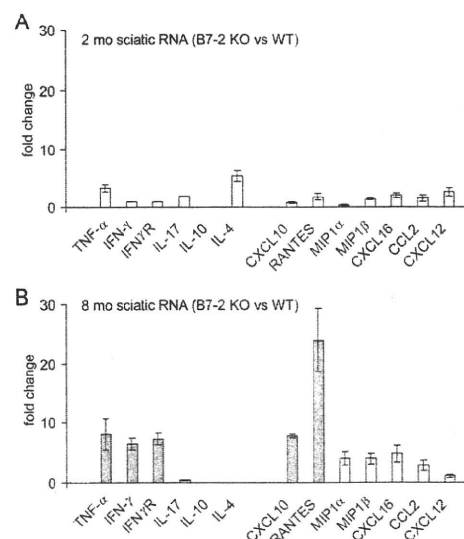 A
2 mo sciatic RNA (B7-2 KO vs WT)
30
20
10
0
fold change
TNF-α
IFN-γ
IFNγR
IL-17
IL-10
IL-4
CXCL10
RANTES
MIP1α
MIP1β
CXCL16
CCL2
CXCL12
B
8 mo sciatic RNA (B7-2 KO vs WT)
30
20
10
0
fold change
TNF-α
IFN-γ
IFNγR
IL-17
IL-10
IL-4
CXCL10
RANTES
MIP1α
MIP1β
CXCL16
CCL2
CXCL12